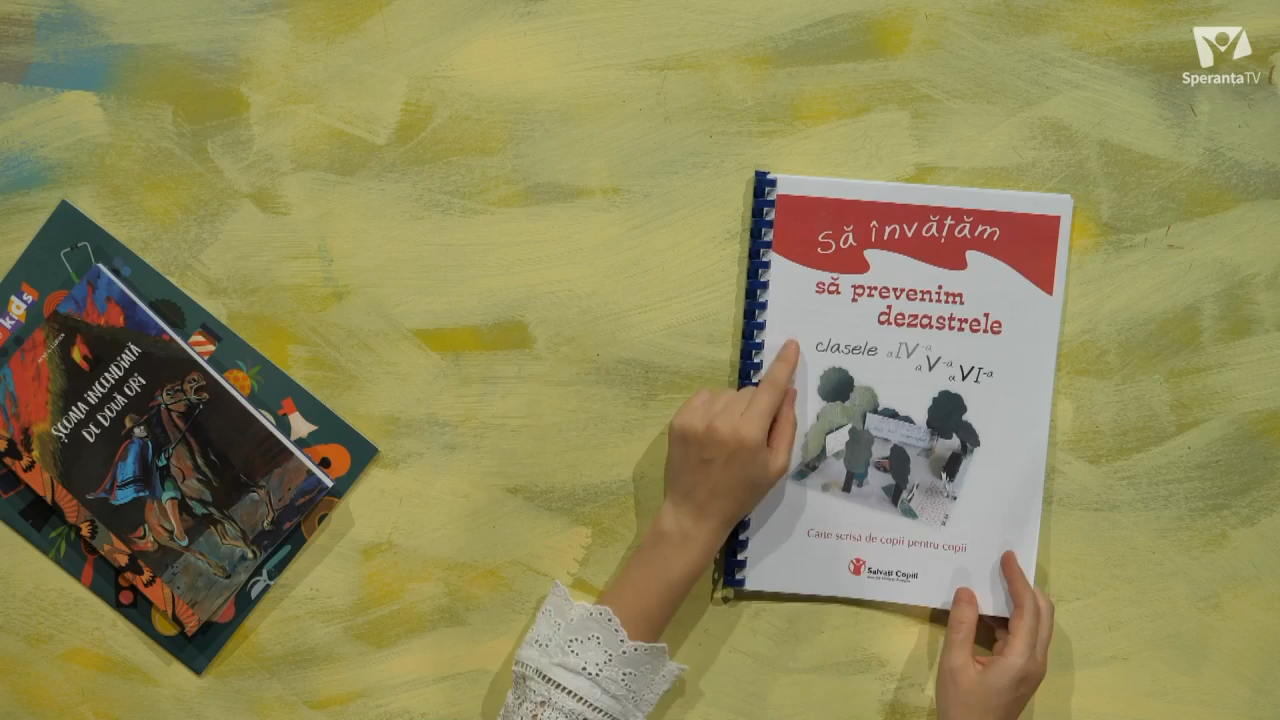 SperanțaTV
kids
ȘCOALA INCENDIATĂ
DE DOUĂ ORI
Să învățăm
să prevenim
dezastrele
clasele a IV-a
a V-a
a VI-a
Carte scrisă de copii pentru copii
Salvați Copiii